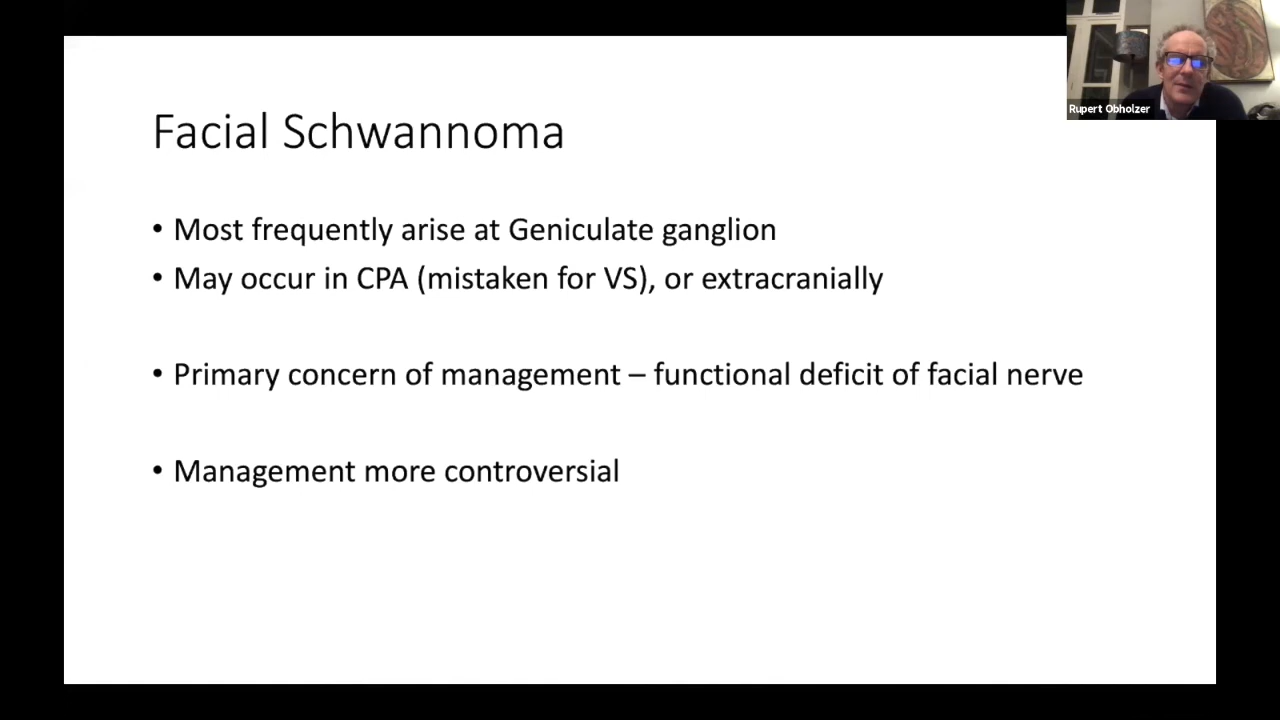 Facial Schwannoma
• Most frequently arise at Geniculate ganglion
• May occur in CPA (mistaken for VS), or extracranially
• Primary concern of management – functional deficit of facial nerve
• Management more controversial
Rupert Obholzer